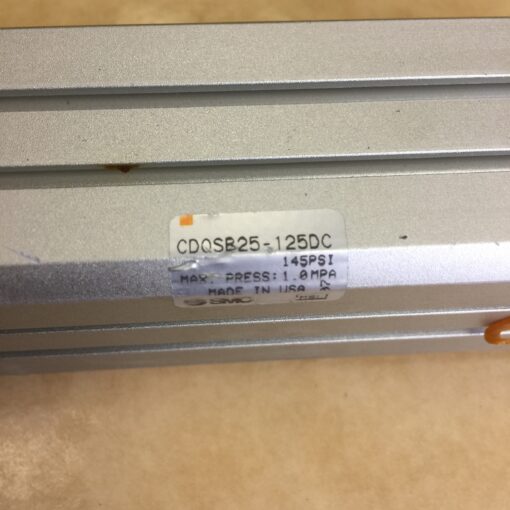 CDQSB25-125DC
145PSI
MAX. PRESS: 1.0MPA
MADE IN USA
SMC